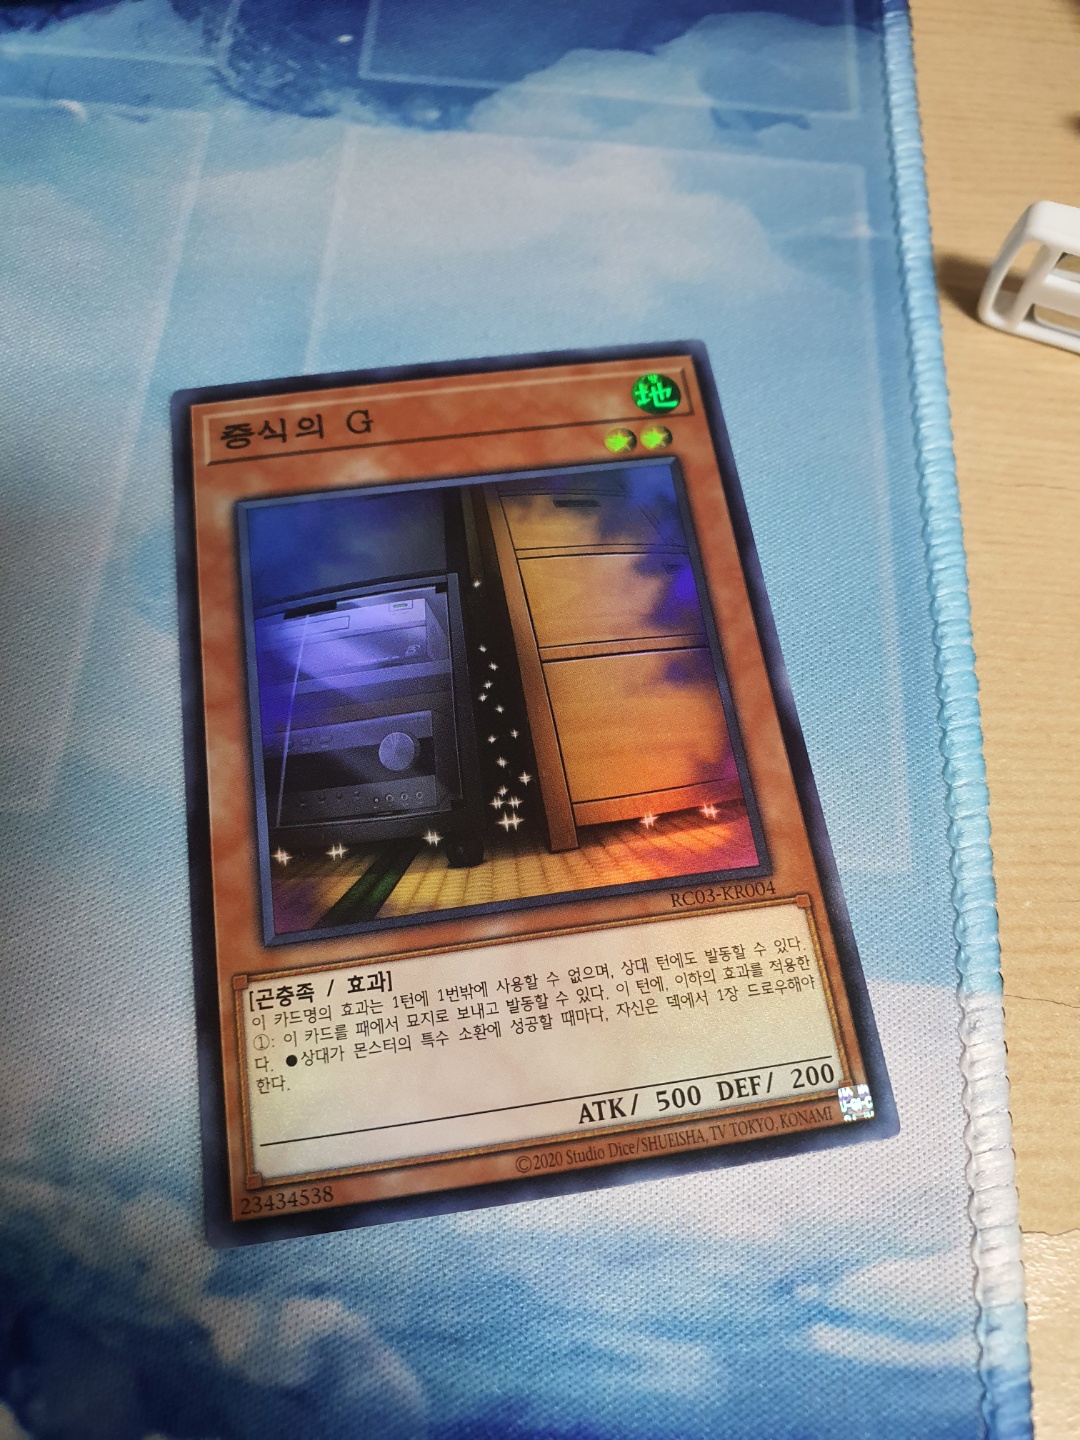 증식의 G
地
RC03-KR004
[곤충족 / 효과]
이 카드명의 효과는 1턴에 1번밖에 사용할 수 없으며, 상대 턴에도 발동할 수 있다.
①: 이 카드를 패에서 묘지로 보내고 발동할 수 있다. 이 턴에, 이하의 효과를 적용한
다. ●상대가 몬스터의 특수 소환에 성공할 때마다, 자신은 덱에서 1장 드로우해야
한다.
ATK/ 500 DEF/ 200
23434538
©2020 Studio Dice/SHUEISHA, TV TOKYO, KONAMI